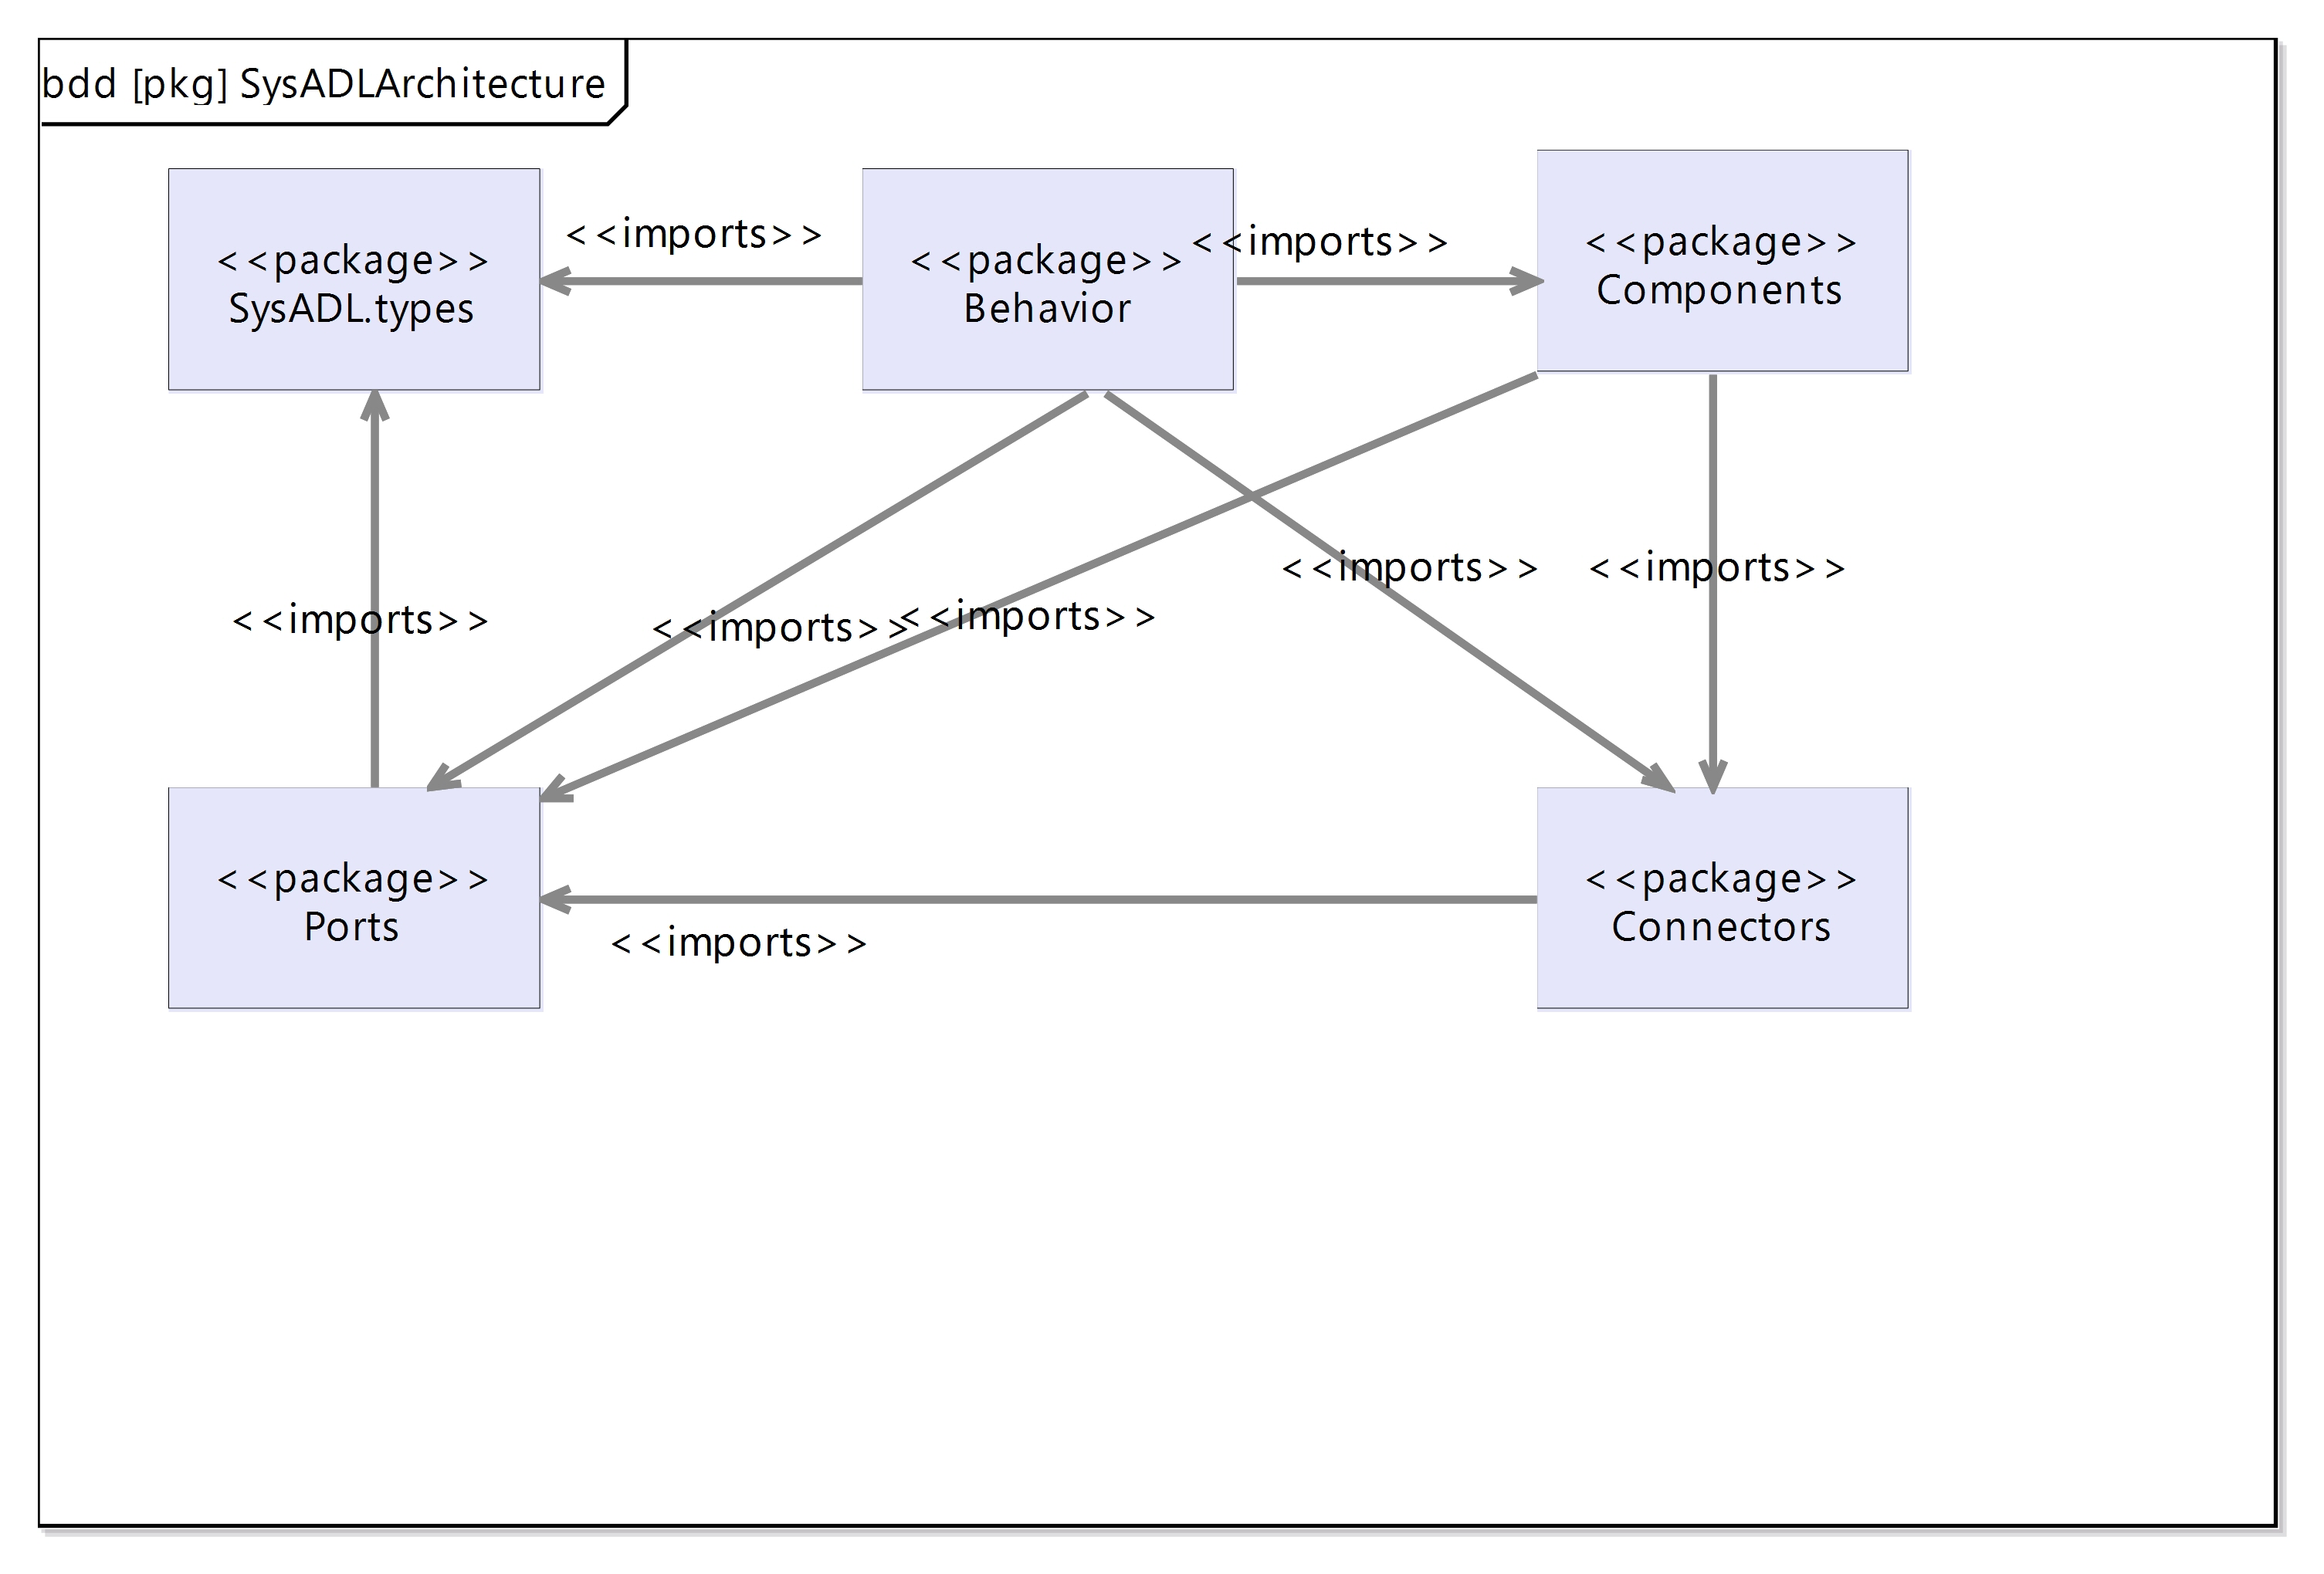 bdd [pkg] SysADLArchitecture
<<package>>
SysADL.types
<<imports>>
<<package>>
Behavior
<<imports>>
<<package>>
Components
<<imports>>
<<imports>>
<<imports>>
<<imports>>
<<imports>>
<<package>>
Ports
<<imports>>
<<package>>
Connectors